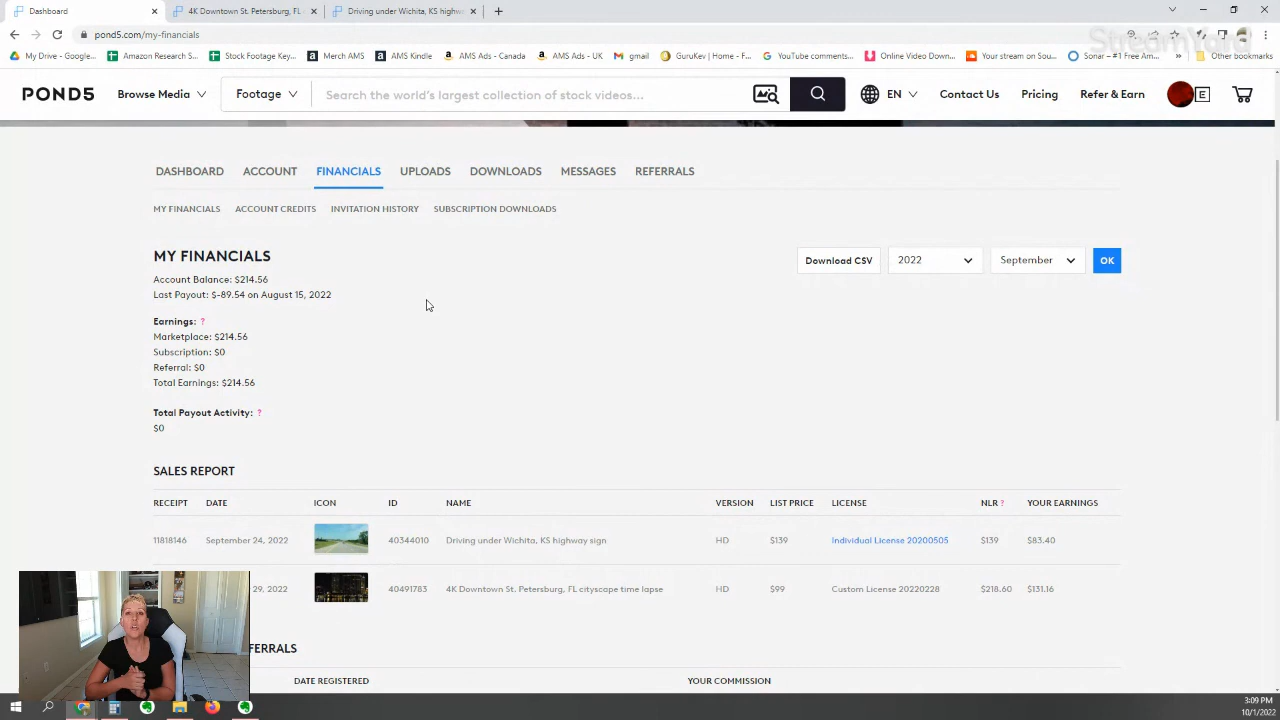 Dashboard
4K Downtown St. Petersburg, FL
Driving under Wichita, KS highw
pond5.com/my-financials
StreamYard
My Drive - Google...
Amazon Research S...
Stock Footage Key...
Merch AMS
AMS Kindle
AMS Ads - Canada
AMS Ads - UK
gmail
GuruKey | Home - F...
YouTube comments...
Online Video Down...
Your stream on Sou...
Sonar – #1 Free Am...
Other bookmarks
POND5
Browse Media
Footage
Search the world's largest collection of stock videos...
EN
Contact Us
Pricing
Refer & Earn
E
DASHBOARD
ACCOUNT
FINANCIALS
UPLOADS
DOWNLOADS
MESSAGES
REFERRALS
MY FINANCIALS
ACCOUNT CREDITS
INVITATION HISTORY
SUBSCRIPTION DOWNLOADS
MY FINANCIALS
Download CSV
2022
September
OK
Account Balance: $214.56
Last Payout: $-89.54 on August 15, 2022
Earnings: ?
Marketplace: $214.56
Subscription: $0
Referral: $0
Total Earnings: $214.56
Total Payout Activity: ?
$0
SALES REPORT
RECEIPT DATE ICON ID NAME VERSION LIST PRICE LICENSE NLR ? YOUR EARNINGS
11818146 September 24, 2022 40344010 Driving under Wichita, KS highway sign HD $139 Individual License 20200505 $139 $83.40
29, 2022 40491783 4K Downtown St. Petersburg, FL cityscape time lapse HD $99 Custom License 20220228 $218.60 $131.16
FERRALS
DATE REGISTERED YOUR COMMISSION
3:09 PM
10/1/2022